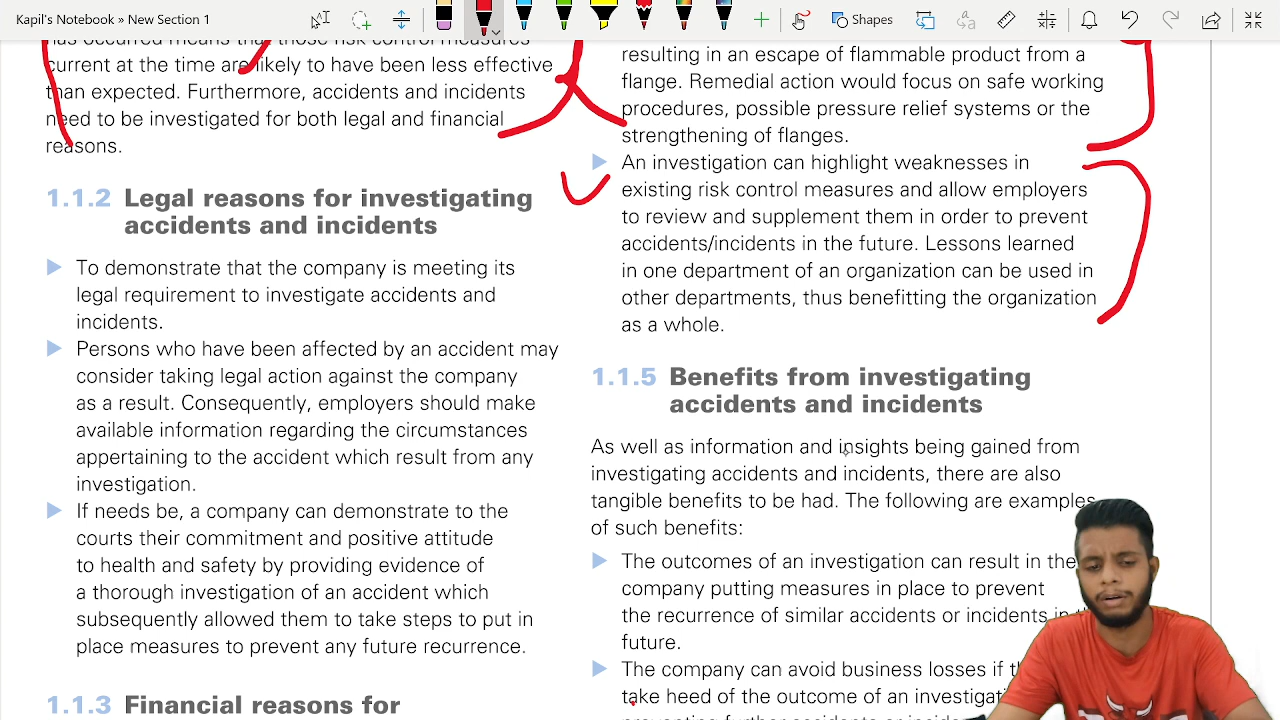 Kapil's Notebook » New Section 1
Shapes
has occurred means that those risk control measures
current at the time are likely to have been less effective
than expected. Furthermore, accidents and incidents
need to be investigated for both legal and financial
reasons.
1.1.2 Legal reasons for investigating
accidents and incidents
To demonstrate that the company is meeting its
legal requirement to investigate accidents and
incidents.
Persons who have been affected by an accident may
consider taking legal action against the company
as a result. Consequently, employers should make
available information regarding the circumstances
appertaining to the accident which result from any
investigation.
If needs be, a company can demonstrate to the
courts their commitment and positive attitude
to health and safety by providing evidence of
a thorough investigation of an accident which
subsequently allowed them to take steps to put in
place measures to prevent any future recurrence.
1.1.3 Financial reasons for
resulting in an escape of flammable product from a
flange. Remedial action would focus on safe working
procedures, possible pressure relief systems or the
strengthening of flanges.
An investigation can highlight weaknesses in
existing risk control measures and allow employers
to review and supplement them in order to prevent
accidents/incidents in the future. Lessons learned
in one department of an organization can be used in
other departments, thus benefitting the organization
as a whole.
1.1.5 Benefits from investigating
accidents and incidents
As well as information and insights being gained from
investigating accidents and incidents, there are also
tangible benefits to be had. The following are examples
of such benefits:
The outcomes of an investigation can result in the
company putting measures in place to prevent
the recurrence of similar accidents or incidents in
future.
The company can avoid business losses if
take heed of the outcome of an
preventing further accidents or